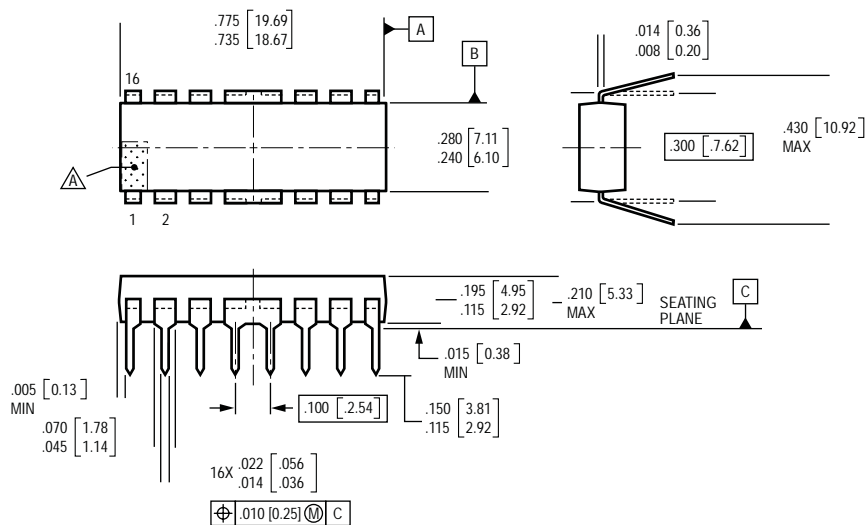 .775 [19.69]
.735 [18.67]
A
.014 [0.36]
.008 [0.20]
B
16
.280 [7.11]
.240 [6.10]
.300 [.7.62]
.430 [10.92]
MAX
A
1 2
.195 [4.95]
.115 [2.92]
.210 [5.33]
MAX
SEATING
PLANE
C
.015 [0.38]
MIN
.005 [0.13]
MIN
.100 [.2.54]
.150 [3.81]
.115 [2.92]
.070 [1.78]
.045 [1.14]
16X .022 [.056]
.014 [.036]
⌖ .010 [0.25] Ⓜ C